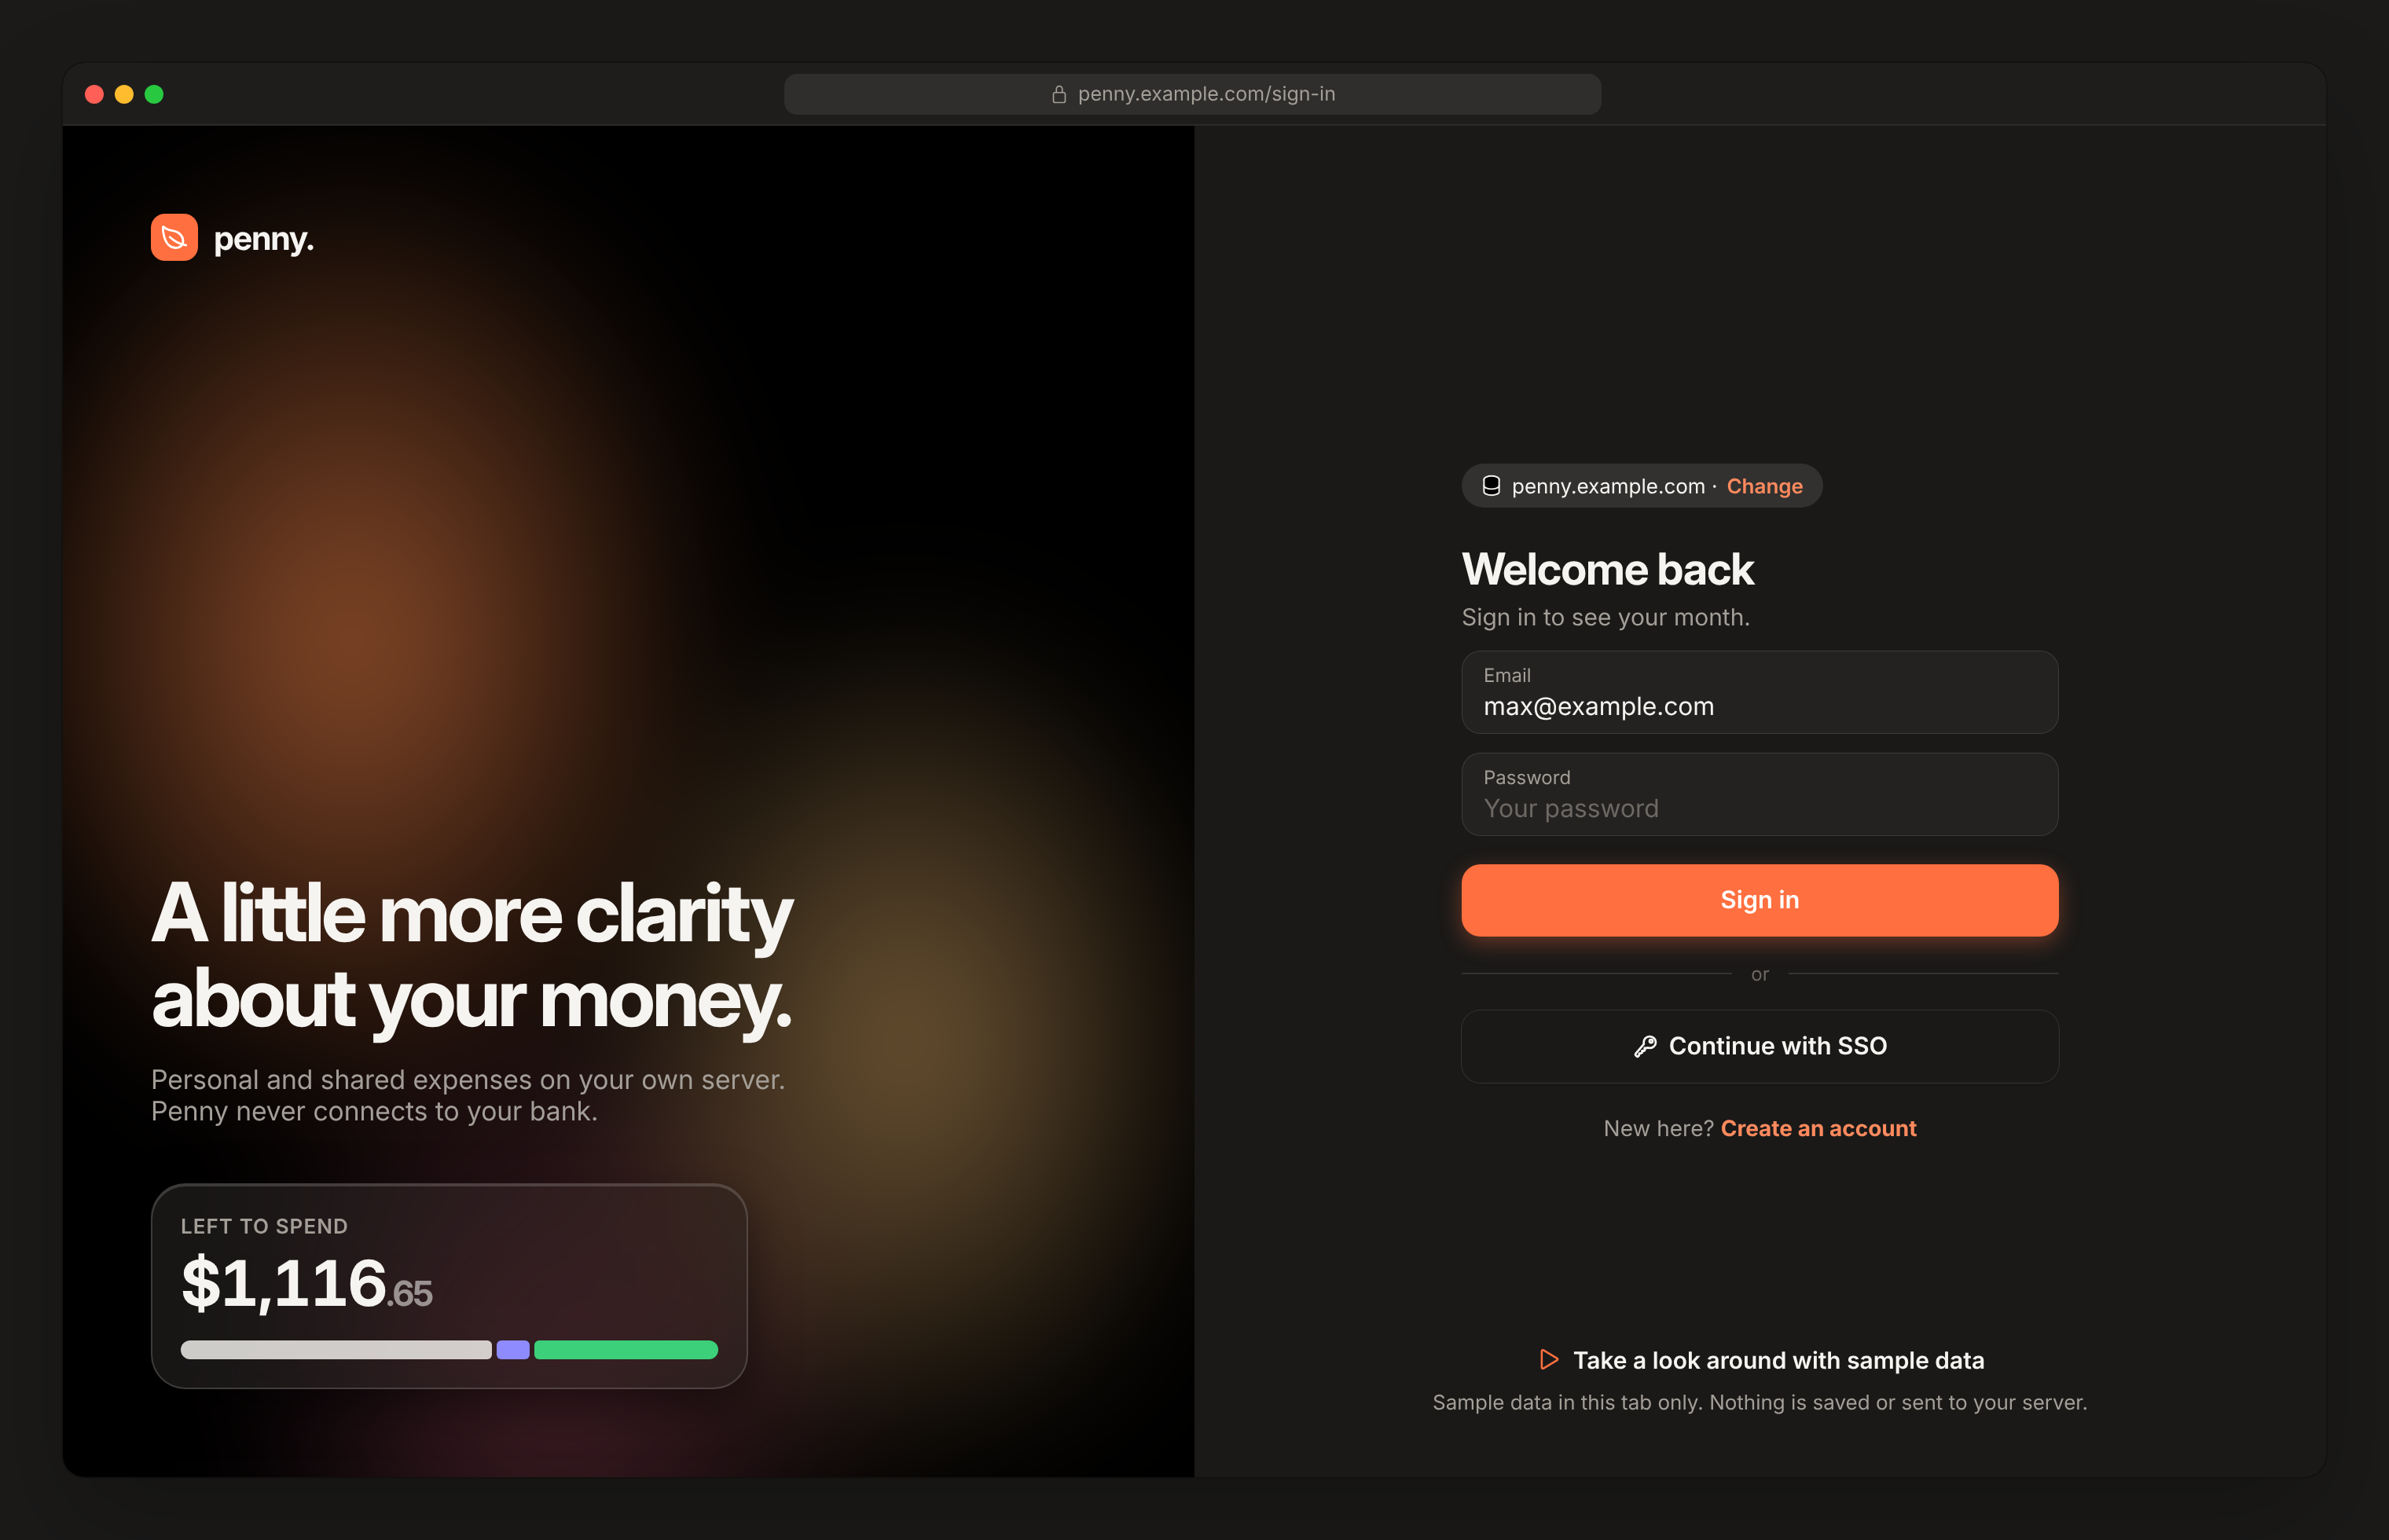 penny.example.com/sign-in
penny.
A little more clarity
about your money.
Personal and shared expenses on your own server.
Penny never connects to your bank.
LEFT TO SPEND
$1,116.65
penny.example.com · Change
Welcome back
Sign in to see your month.
Email
max@example.com
Password
Your password
Sign in
or
Continue with SSO
New here? Create an account
Take a look around with sample data
Sample data in this tab only. Nothing is saved or sent to your server.